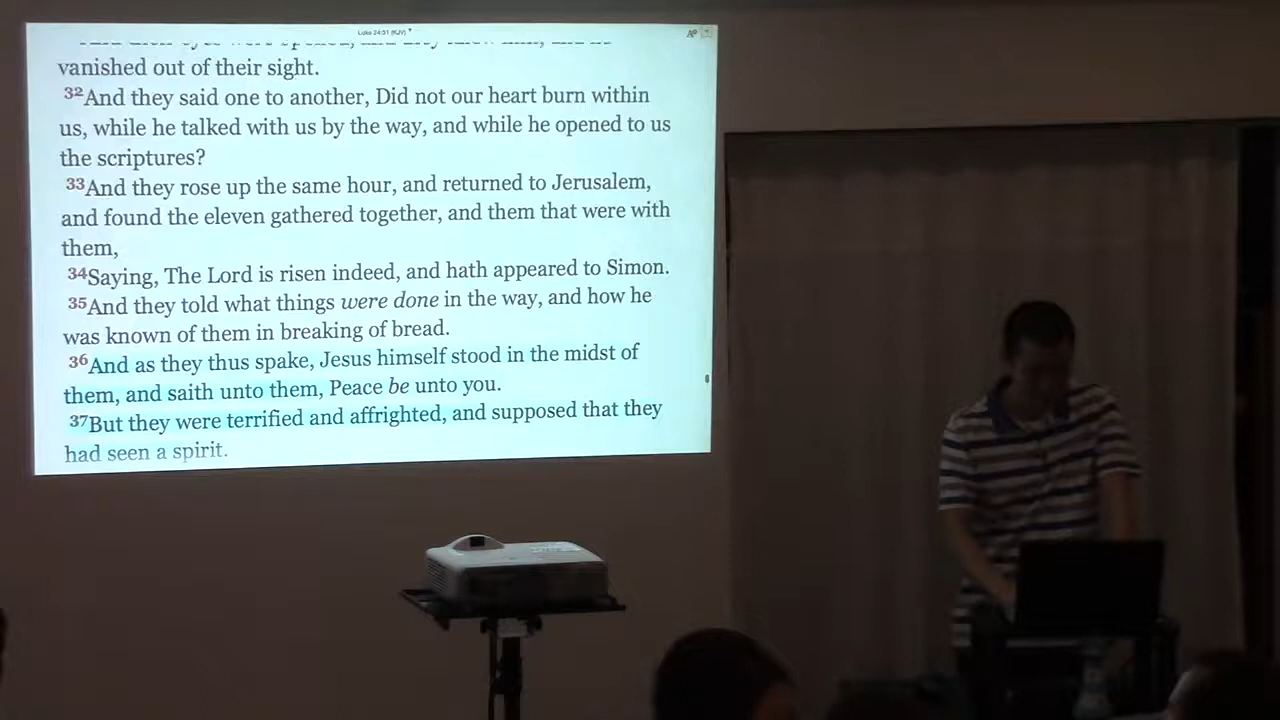 Luke 24:31 (KJV)
vanished out of their sight.
32And they said one to another, Did not our heart burn within
us, while he talked with us by the way, and while he opened to us
the scriptures?
33And they rose up the same hour, and returned to Jerusalem,
and found the eleven gathered together, and them that were with
them,
34Saying, The Lord is risen indeed, and hath appeared to Simon.
35And they told what things were done in the way, and how he
was known of them in breaking of bread.
36And as they thus spake, Jesus himself stood in the midst of
them, and saith unto them, Peace be unto you.
37But they were terrified and affrighted, and supposed that they
had seen a spirit.